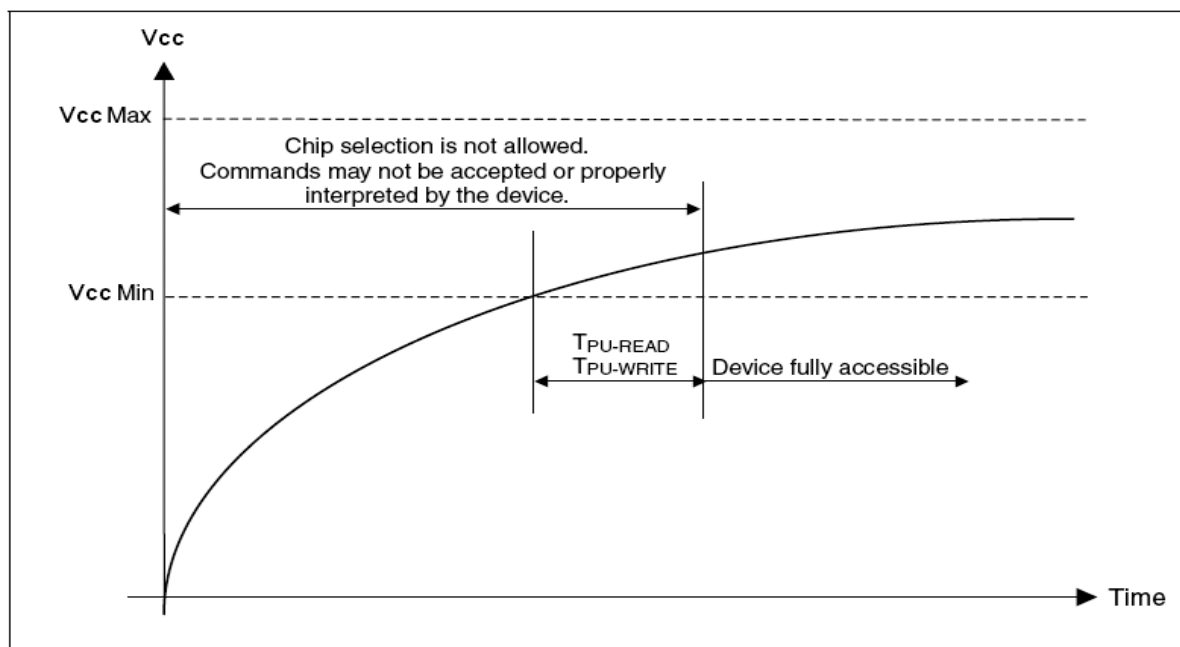 Vcc
Vcc Max
Chip selection is not allowed.
Commands may not be accepted or properly
interpreted by the device.
Vcc Min
TPU-READ
TPU-WRITE
Device fully accessible
Time